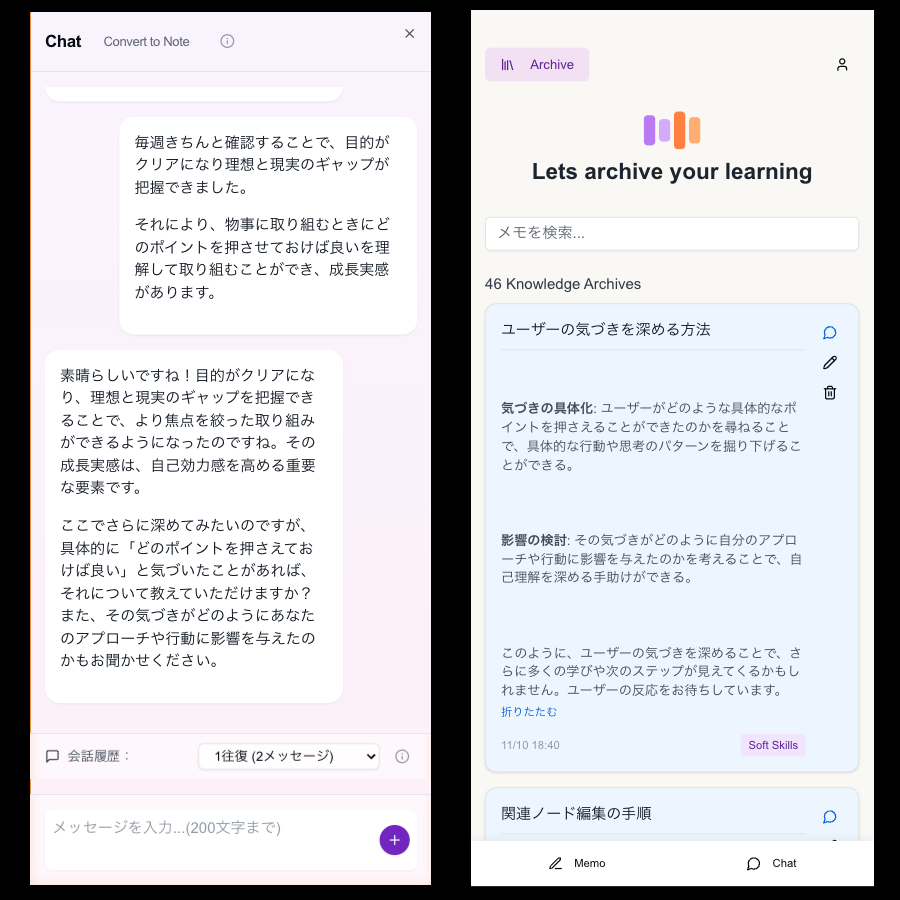 Chat
Convert to Note
毎週きちんと確認することで、目的が
クリアになり理想と現実のギャップが
把握できました。
それにより、物事に取り組むときにど
のポイントを押させておけば良いを理
解して取り組むことができ、成長実感
があります。
素晴らしいですね！目的がクリアにな
り、理想と現実のギャップを把握でき
ることで、より焦点を絞った取り組み
ができるようになったのですね。その
成長実感は、自己効力感を高める重要
な要素です。
ここでさらに深めてみたいのですが、
具体的に「どのポイントを押さえてお
けば良い」と気づいたことがあれば、
それについて教えていただけますか？
また、その気づきがどのようにあなた
のアプローチや行動に影響を与えたの
かもお聞かせください。
会話履歴：
1往復 (2メッセージ)
メッセージを入力...(200文字まで)
Archive
Lets archive your learning
メモを検索...
46 Knowledge Archives
ユーザーの気づきを深める方法
気づきの具体化: ユーザーがどのような具体的なポ
イントを押さえることができたのかを尋ねること
で、具体的な行動や思考のパターンを掘り下げるこ
とができる。
影響の検討: その気づきがどのように自分のアプロ
ーチや行動に影響を与えたのかを考えることで、自
己理解を深める手助けができる。
このように、ユーザーの気づきを深めることで、さ
らに多くの学びや次のステップが見えてくるかもし
れません。ユーザーの反応をお待ちしています。
折りたたむ
11/10 18:40
Soft Skills
関連ノード編集の手順
Memo
Chat